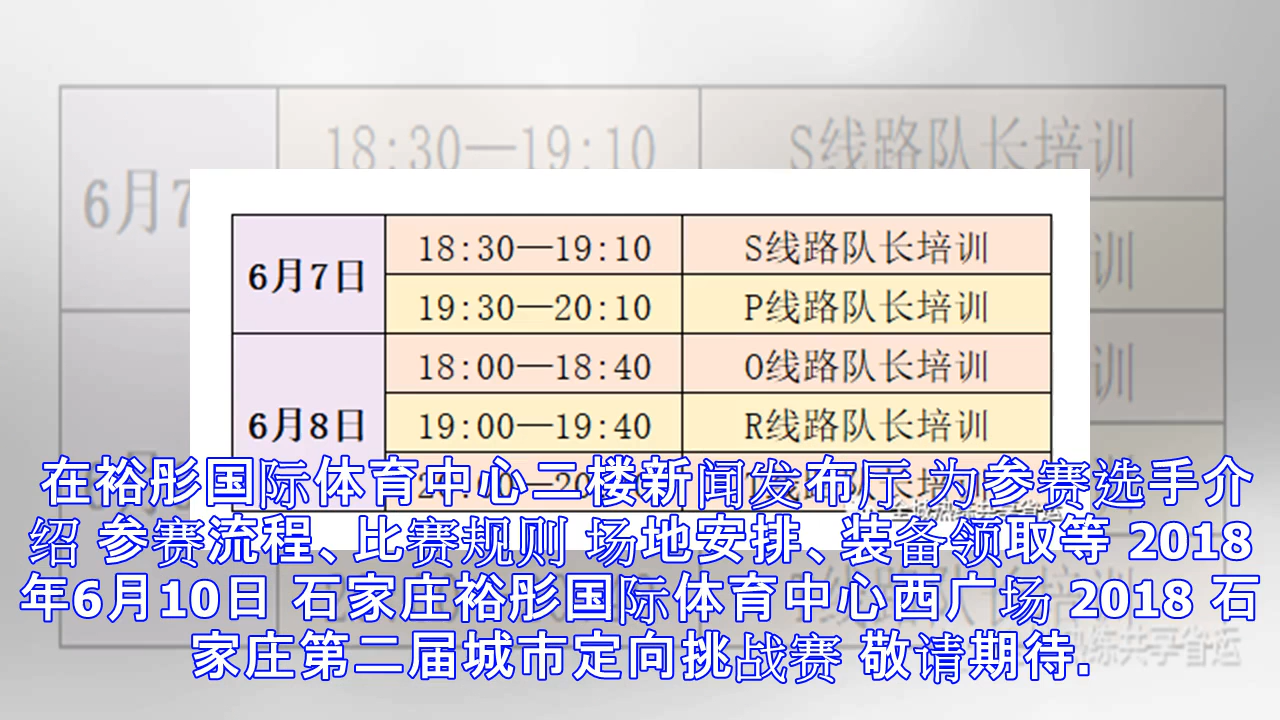 6月7日
18:30—19:10 S线路队长培训
19:30—20:10 P线路队长培训
6月8日
18:00—18:40 O线路队长培训
19:00—19:40 R线路队长培训
在裕彤国际体育中心二楼新闻发布厅 为参赛选手介
绍 参赛流程、比赛规则 场地安排、装备领取等 2018
年6月10日 石家庄裕彤国际体育中心西广场 2018 石
家庄第二届城市定向挑战赛 敬请期待.